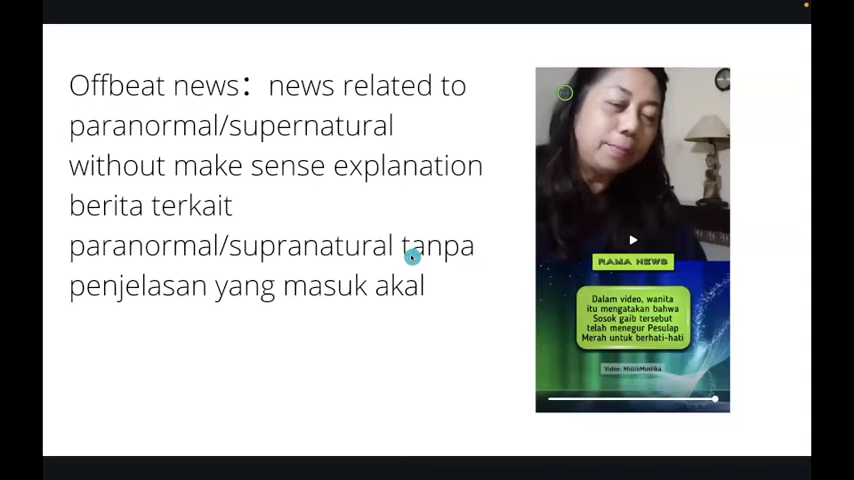 Offbeat news： news related to
paranormal/supernatural
without make sense explanation
berita terkait
paranormal/supranatural tanpa
penjelasan yang masuk akal
RAMA NEWS
Dalam video, wanita
itu mengatakan bahwa
Sosok gaib tersebut
telah menegur Pesulap
Merah untuk berhati-hati
Video: MistikMustika